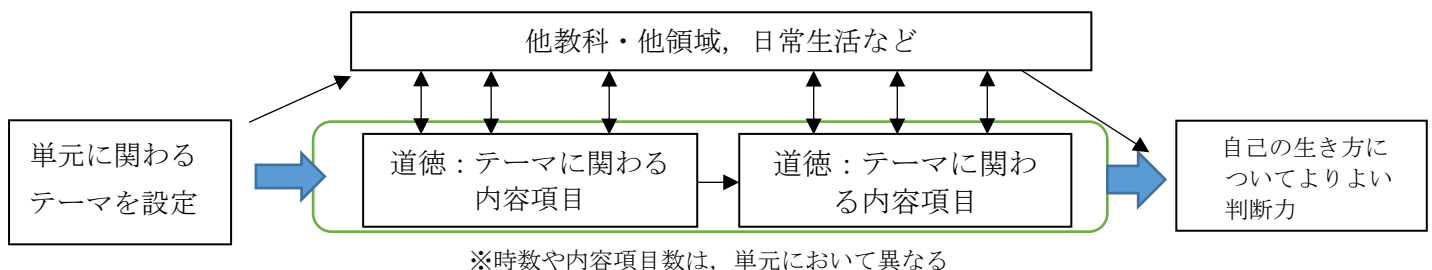 他教科・他領域，日常生活など
単元に関わる
テーマを設定
道徳：テーマに関わる
内容項目
道徳：テーマに関わ
る内容項目
自己の生き方に
ついてよりよい
判断力
※時数や内容項目数は，単元において異なる